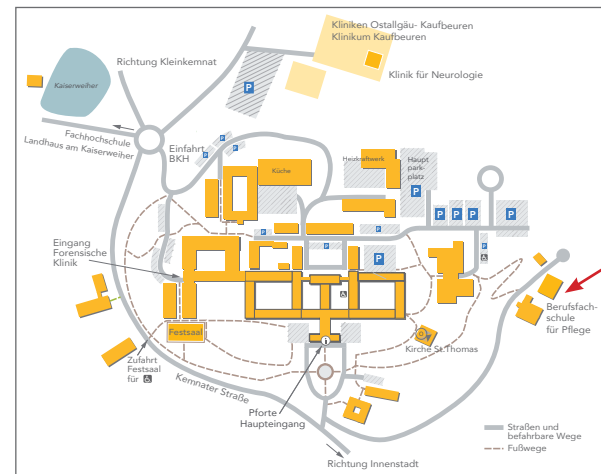 Kliniken Ostallgäu- Kaufbeuren
Klinikum Kaufbeuren
Klinik für Neurologie
Richtung Kleinkemnat
Kaiserweiher
P
P
Fachhochschule
Landhaus am Kaiserweiher
Einfahrt
BKH
P
P
P
Küche
Heizkraftwerk
Haupt
park-
platz
P
P
P
P
P
P
P
P
P
P
Eingang
Forensische
Klinik
P
Berufsfach-
schule
für Pflege
Festsaal
Kirche St.Thomas
i
Zufahrt
Festsaal
für
Kemnater Straße
Pforte
Haupteingang
Straßen und
befahrbare Wege
Fußwege
Richtung Innenstadt